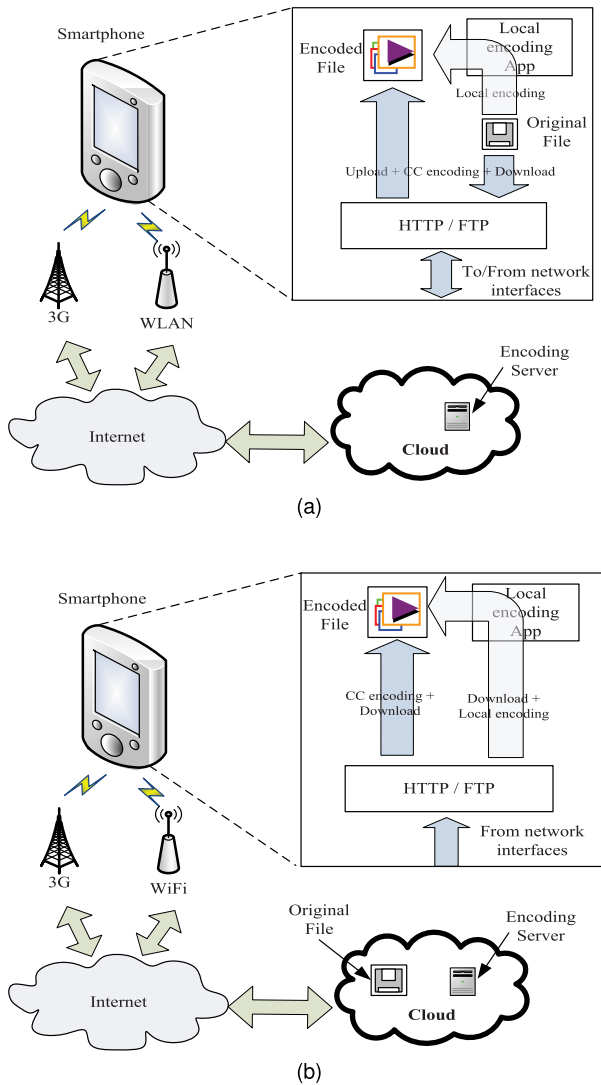 Smartphone
Encoded
File
Local
encoding
App
Local encoding
Original
File
Upload + CC encoding + Download
HTTP / FTP
To/From network
interfaces
3G
WLAN
Encoding
Server
Internet
Cloud
(a)
Smartphone
Encoded
File
Local
encoding
App
CC encoding +
Download
Download +
Local encoding
HTTP / FTP
From network
interfaces
3G
WiFi
Original
File
Encoding
Server
Internet
Cloud
(b)